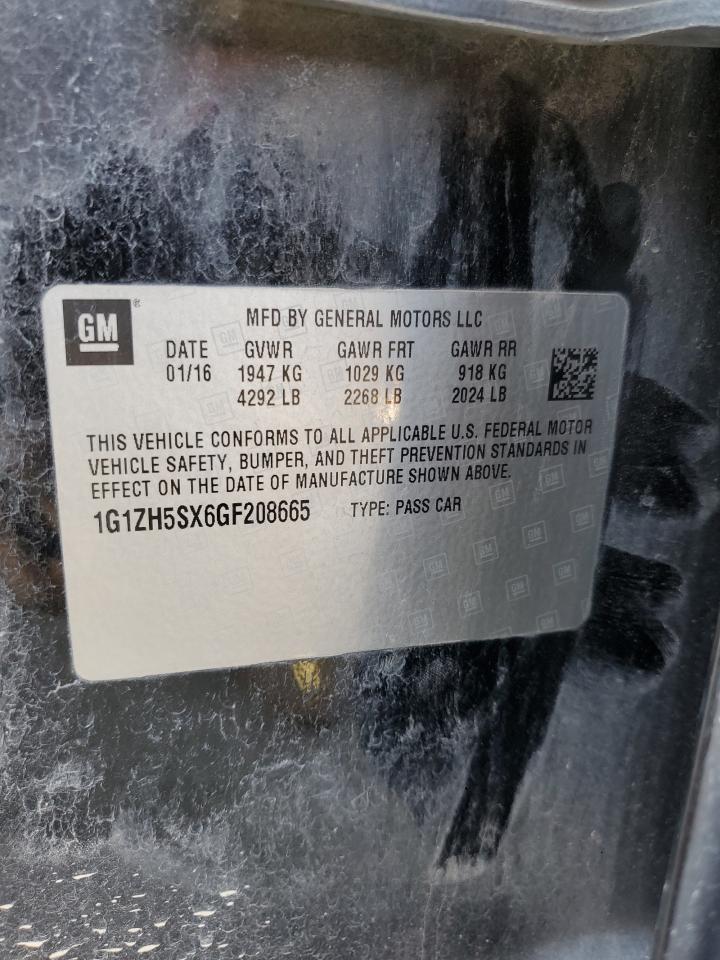 GM ®
MFD BY GENERAL MOTORS LLC
DATE GVWR GAWR FRT GAWR RR
01/16 1947 KG 1029 KG 918 KG
4292 LB 2268 LB 2024 LB
THIS VEHICLE CONFORMS TO ALL APPLICABLE U.S. FEDERAL MOTOR
VEHICLE SAFETY, BUMPER, AND THEFT PREVENTION STANDARDS IN
EFFECT ON THE DATE OF MANUFACTURE SHOWN ABOVE.
1G1ZH5SX6GF208665 TYPE: PASS CAR